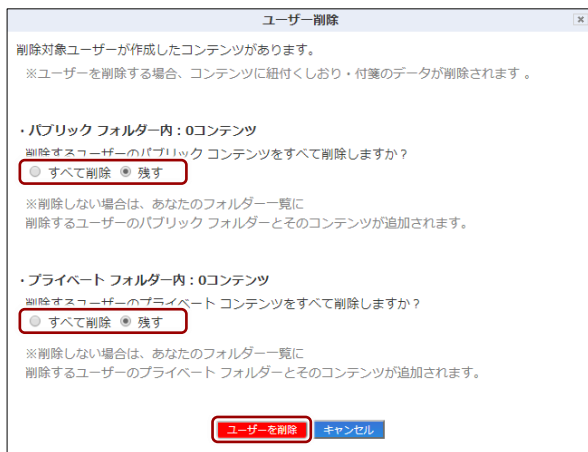 ユーザー削除
削除対象ユーザーが作成したコンテンツがあります。
※ユーザーを削除する場合、コンテンツに紐付くしおり・付箋のデータが削除されます 。
・パブリック フォルダー内：0コンテンツ
削除するユーザーのパブリック コンテンツをすべて削除しますか？
すべて削除 残す
※削除しない場合は、あなたのフォルダー一覧に
削除するユーザーのパブリック フォルダーとそのコンテンツが追加されます。
・プライベート フォルダー内：0コンテンツ
削除するユーザーのプライベート コンテンツをすべて削除しますか？
すべて削除 残す
※削除しない場合は、あなたのフォルダー一覧に
削除するユーザーのプライベート フォルダーとそのコンテンツが追加されます。
ユーザーを削除 キャンセル